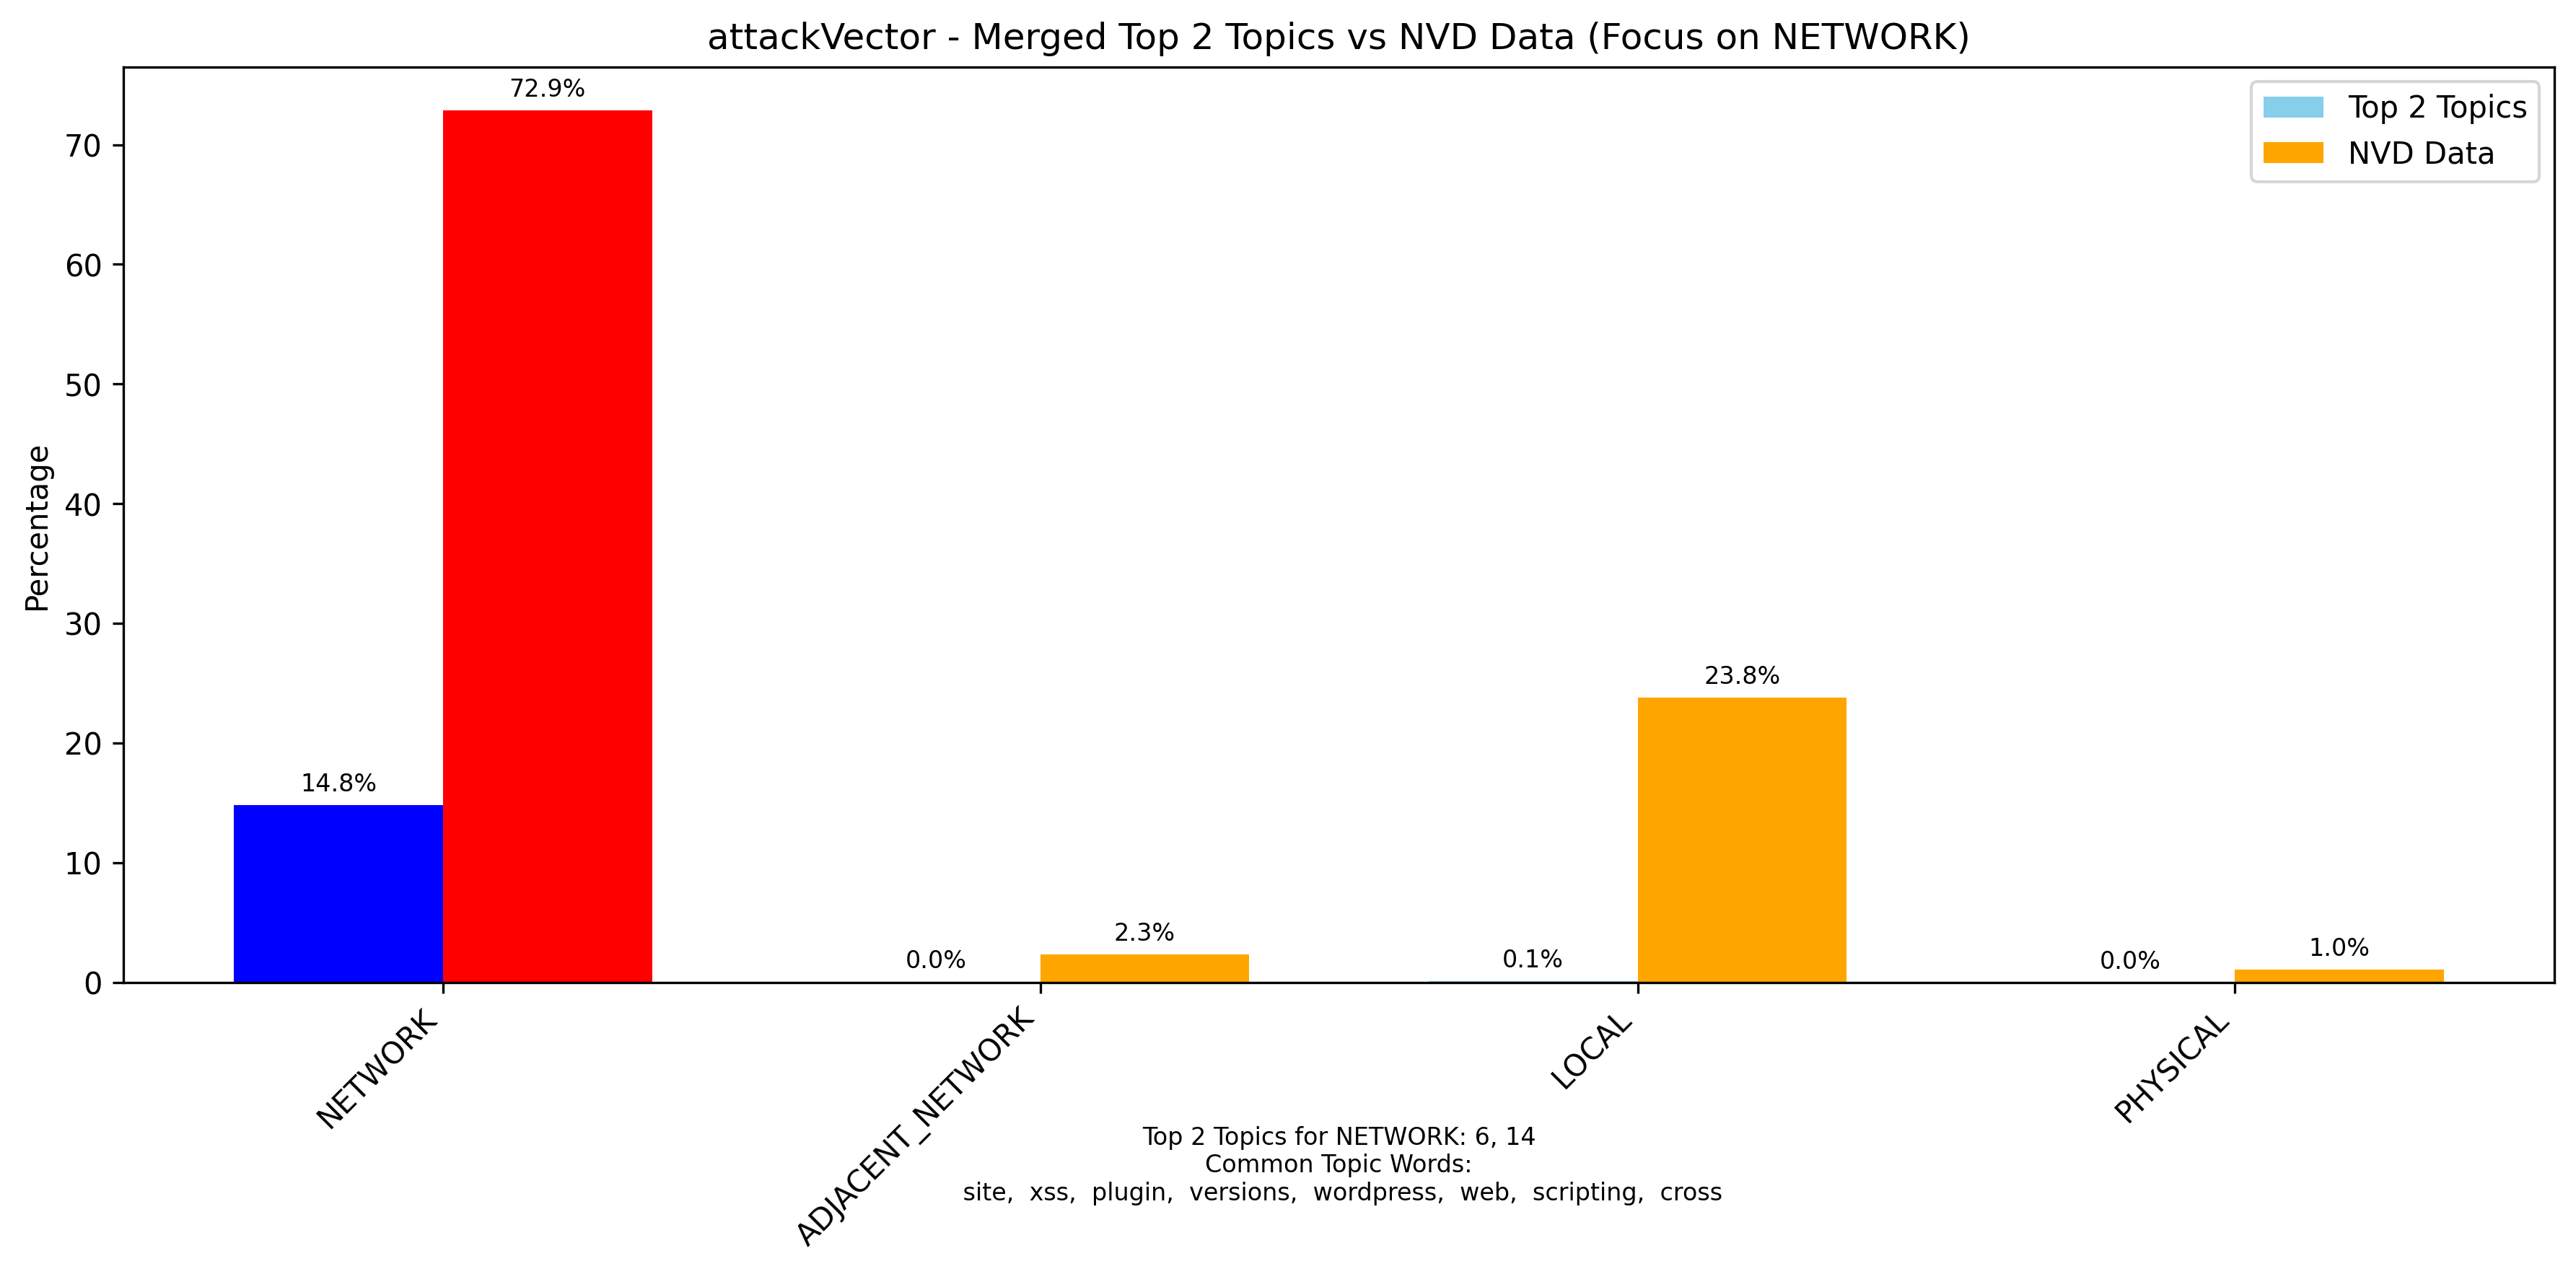 attackVector - Merged Top 2 Topics vs NVD Data (Focus on NETWORK)
Top 2 Topics
NVD Data
Percentage
70
60
50
40
30
20
10
0
14.8%
72.9%
0.0%
2.3%
0.1%
23.8%
0.0%
1.0%
NETWORK
ADJACENT_NETWORK
LOCAL
PHYSICAL
Top 2 Topics for NETWORK: 6, 14
Common Topic Words:
site, xss, plugin, versions, wordpress, web, scripting, cross